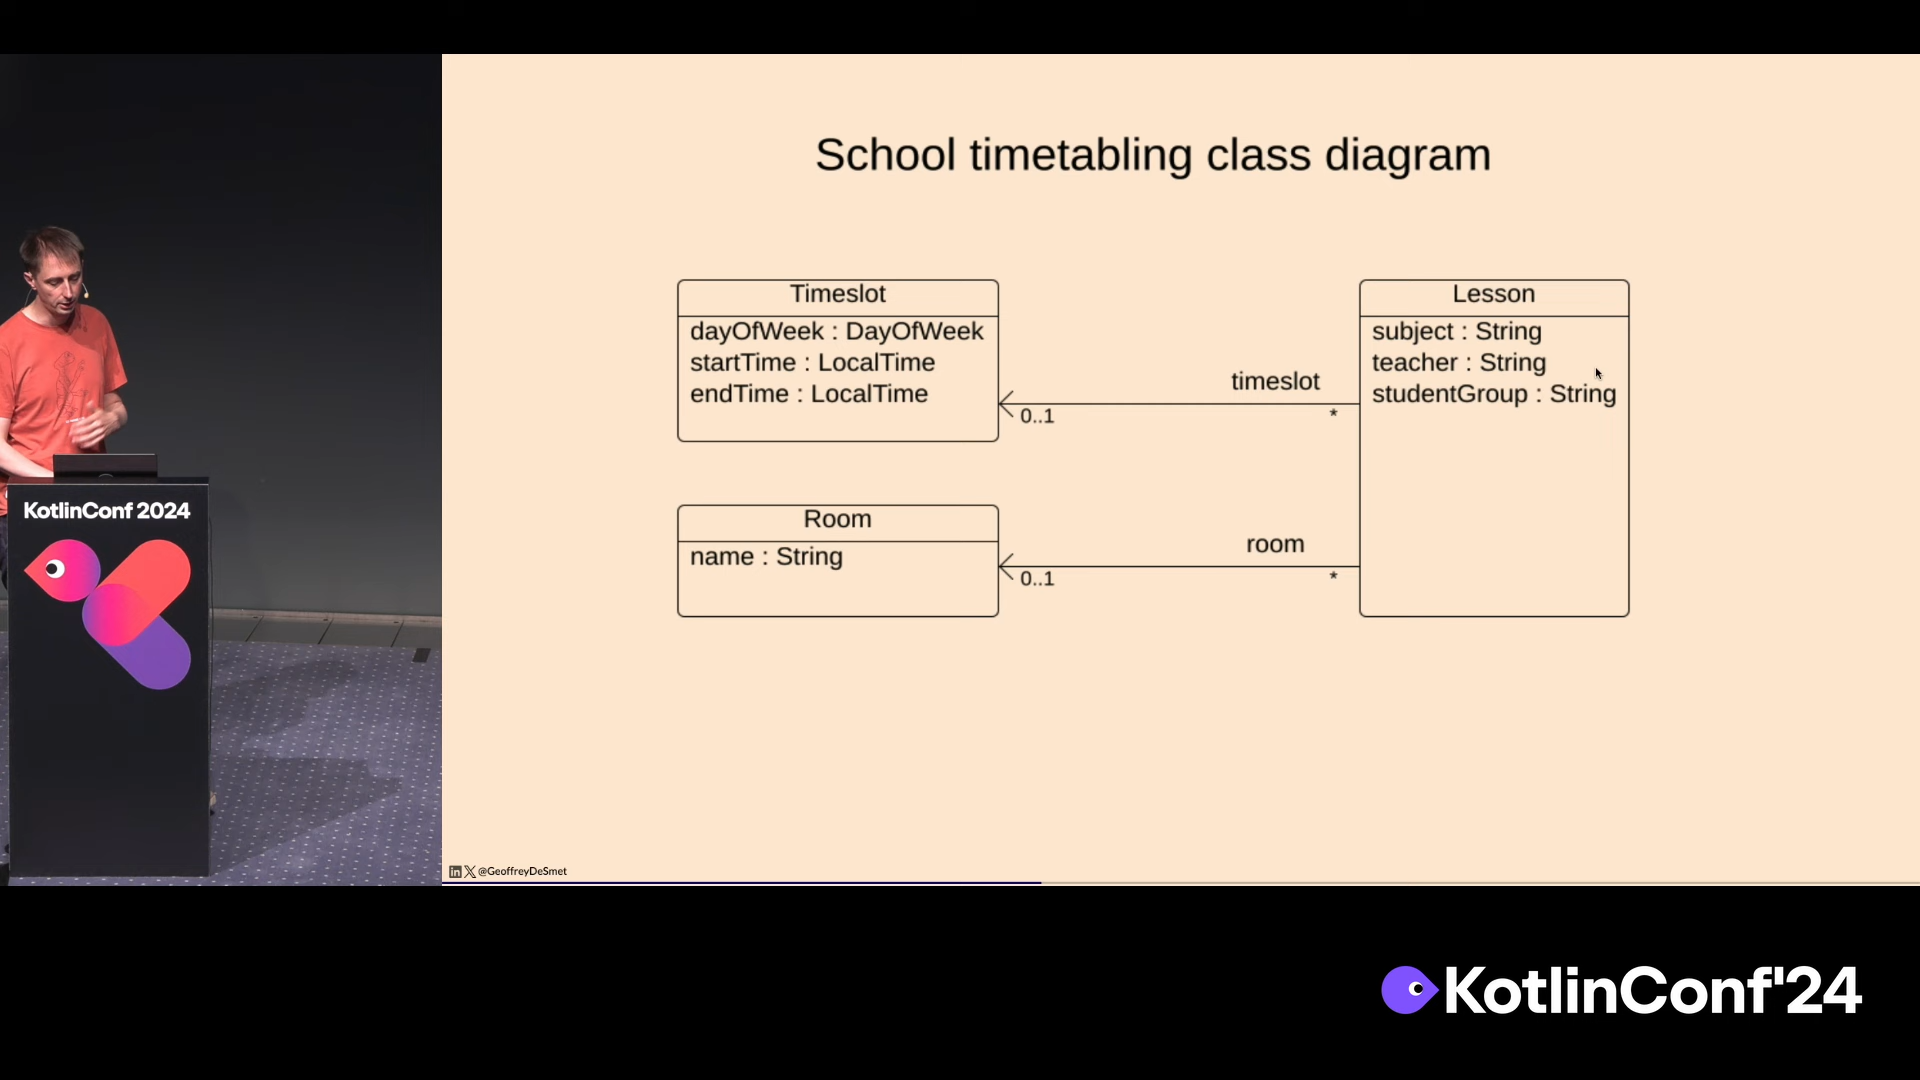 School timetabling class diagram
Timeslot
dayOfWeek : DayOfWeek
startTime : LocalTime
endTime : LocalTime
Lesson
subject : String
teacher : String
studentGroup : String
timeslot
0..1
*
Room
name : String
room
0..1
*
KotlinConf 2024
@GeoffreyDeSmet
KotlinConf'24